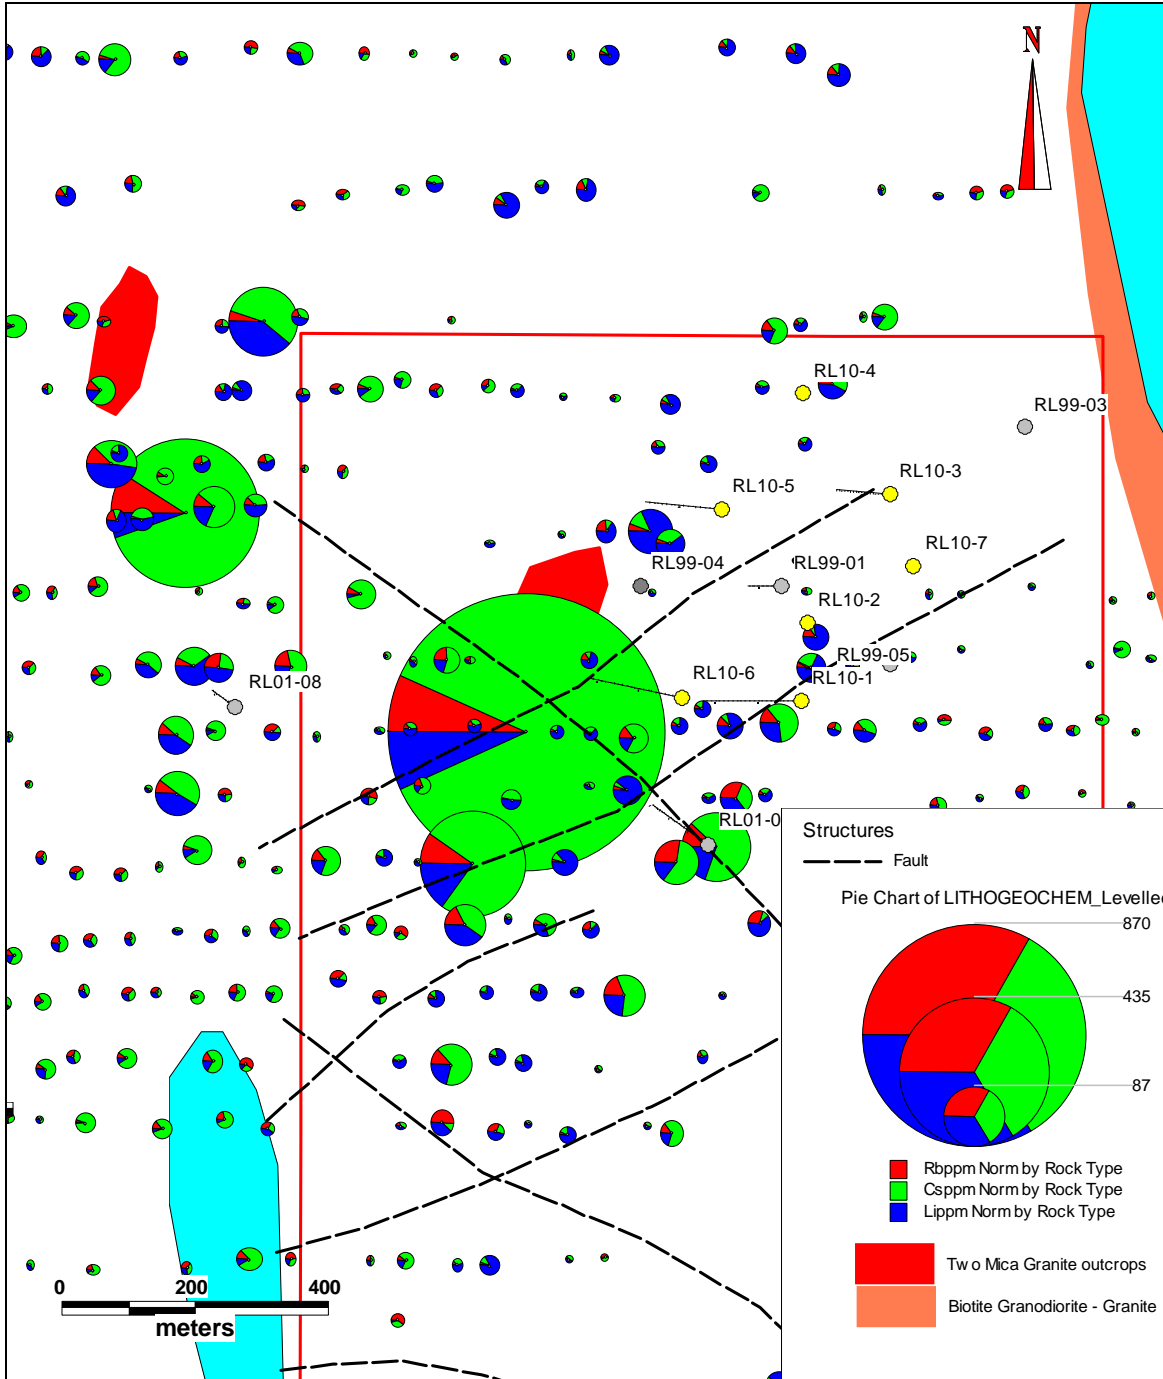 N
RL10-4
RL99-03
RL10-3
RL10-5
RL10-7
RL99-04
RL99-01
RL10-2
RL99-05
RL10-6
RL10-1
RL01-08
RL01-0
Structures
Fault
Pie Chart of LITHOGEOCHEM_Levelled
870
435
87
Rbppm Norm by Rock Type
Csppm Norm by Rock Type
Lippm Norm by Rock Type
Two Mica Granite outcrops
Biotite Granodiorite - Granite
0 200 400
meters